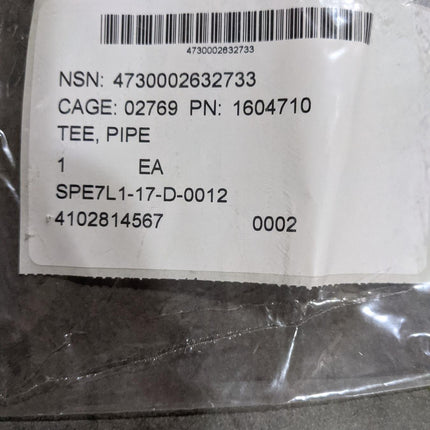 4730002632733
NSN: 4730002632733
CAGE: 02769 PN: 1604710
TEE, PIPE
1 EA
SPE7L1-17-D-0012
4102814567 0002